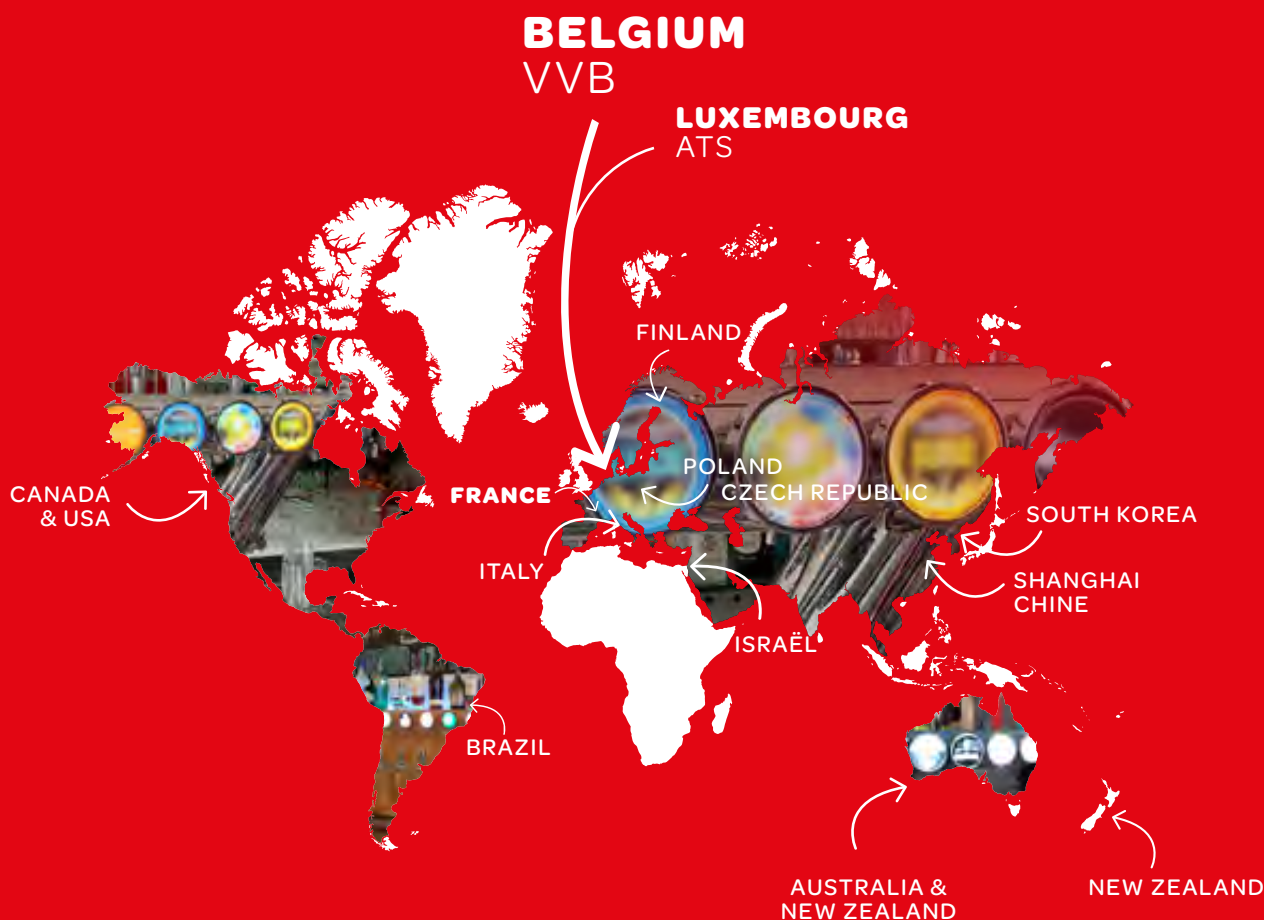 BELGIUM
VVB
LUXEMBOURG
ATS
FINLAND
POLAND
CZECH REPUBLIC
FRANCE
CANADA
& USA
SOUTH KOREA
ITALY
SHANGHAI
CHINE
ISRAËL
BRAZIL
AUSTRALIA &
NEW ZEALAND
NEW ZEALAND